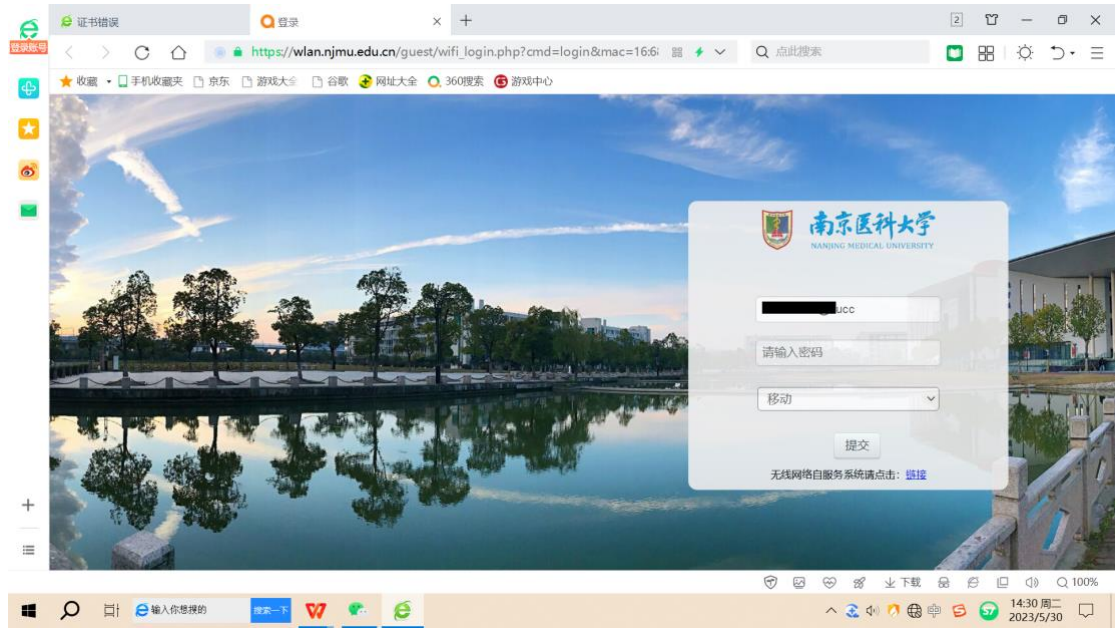 证书错误
登录
2
登录账号
https://wlan.njmu.edu.cn/guest/wifi_login.php?cmd=login&mac=16:6
点此搜索
收藏 手机收藏夹 京东 游戏大全 谷歌 网址大全 360搜索 游戏中心
南京医科大学
NANJING MEDICAL UNIVERSITY
ucc
请输入密码
移动
提交
无线网络自服务系统请点击：链接
下载
100%
输入你想搜的
搜索一下
中
57
14:30 周二
2023/5/30